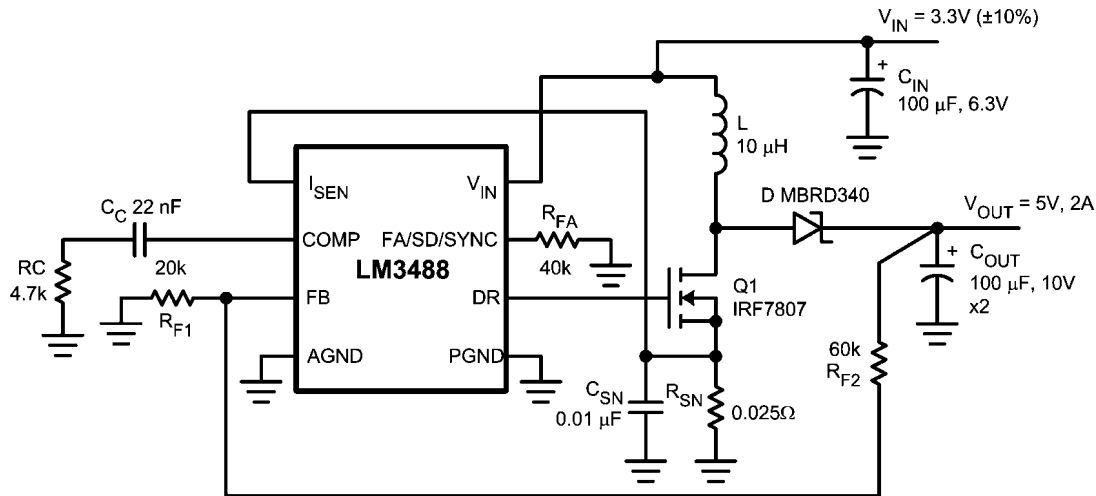 V_IN = 3.3V (±10%)
+
C_IN
100 μF, 6.3V
L
10 μH
I_SEN
V_IN
D MBRD340
V_OUT = 5V, 2A
C_C 22 nF
R_FA
COMP
FA/SD/SYNC
+
C_OUT
100 μF, 10V
x2
RC
4.7k
20k
LM3488
40k
Q1
IRF7807
FB
DR
R_F1
60k
R_F2
AGND
PGND
C_SN
0.01 μF
R_SN
0.025Ω